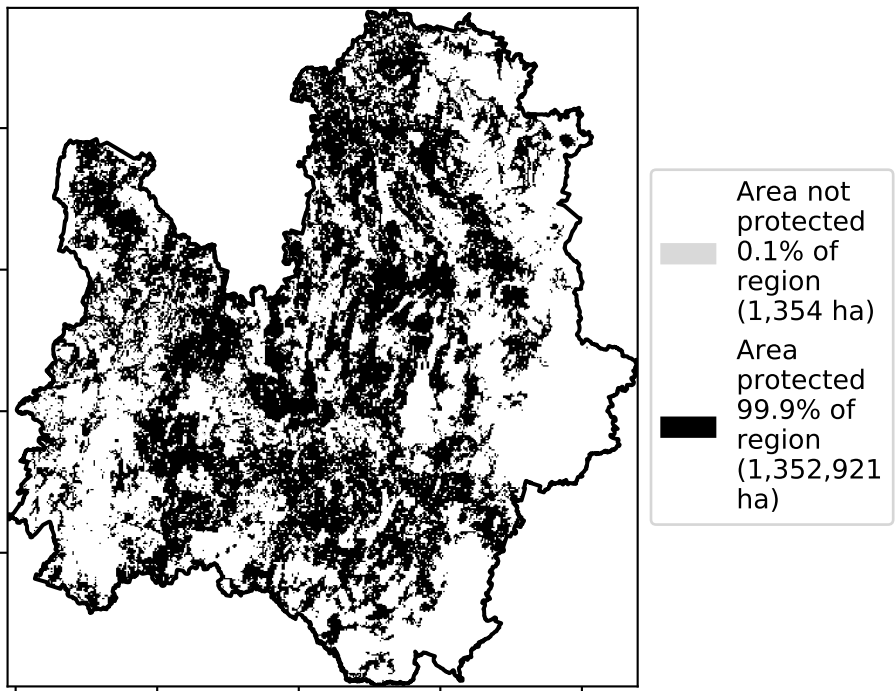 Area not
protected
0.1% of
region
(1,354 ha)
Area
protected
99.9% of
region
(1,352,921
ha)